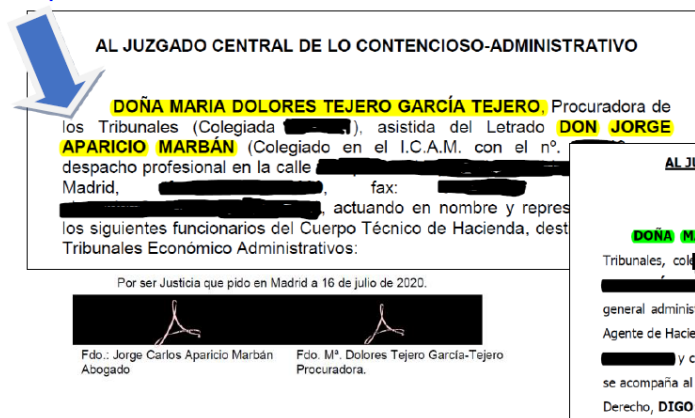 AL JUZGADO CENTRAL DE LO CONTENCIOSO-ADMINISTRATIVO
DOÑA MARIA DOLORES TEJERO GARCÍA TEJERO, Procuradora de
los Tribunales (Colegiada ), asistida del Letrado DON JORGE
APARICIO MARBÁN (Colegiado en el I.C.A.M. con el nº.
despacho profesional en la calle
Madrid, , fax:
, actuando en nombre y repres
los siguientes funcionarios del Cuerpo Técnico de Hacienda, dest
Tribunales Económico Administrativos:
Por ser Justicia que pido en Madrid a 16 de julio de 2020.
Fdo.: Jorge Carlos Aparicio Marbán
Abogado
Fdo. Mª. Dolores Tejero García-Tejero
Procuradora.
AL JU
DOÑA MA
Tribunales, cole
general adminis
Agente de Hacie
y c
se acompaña al
Derecho, DIGO